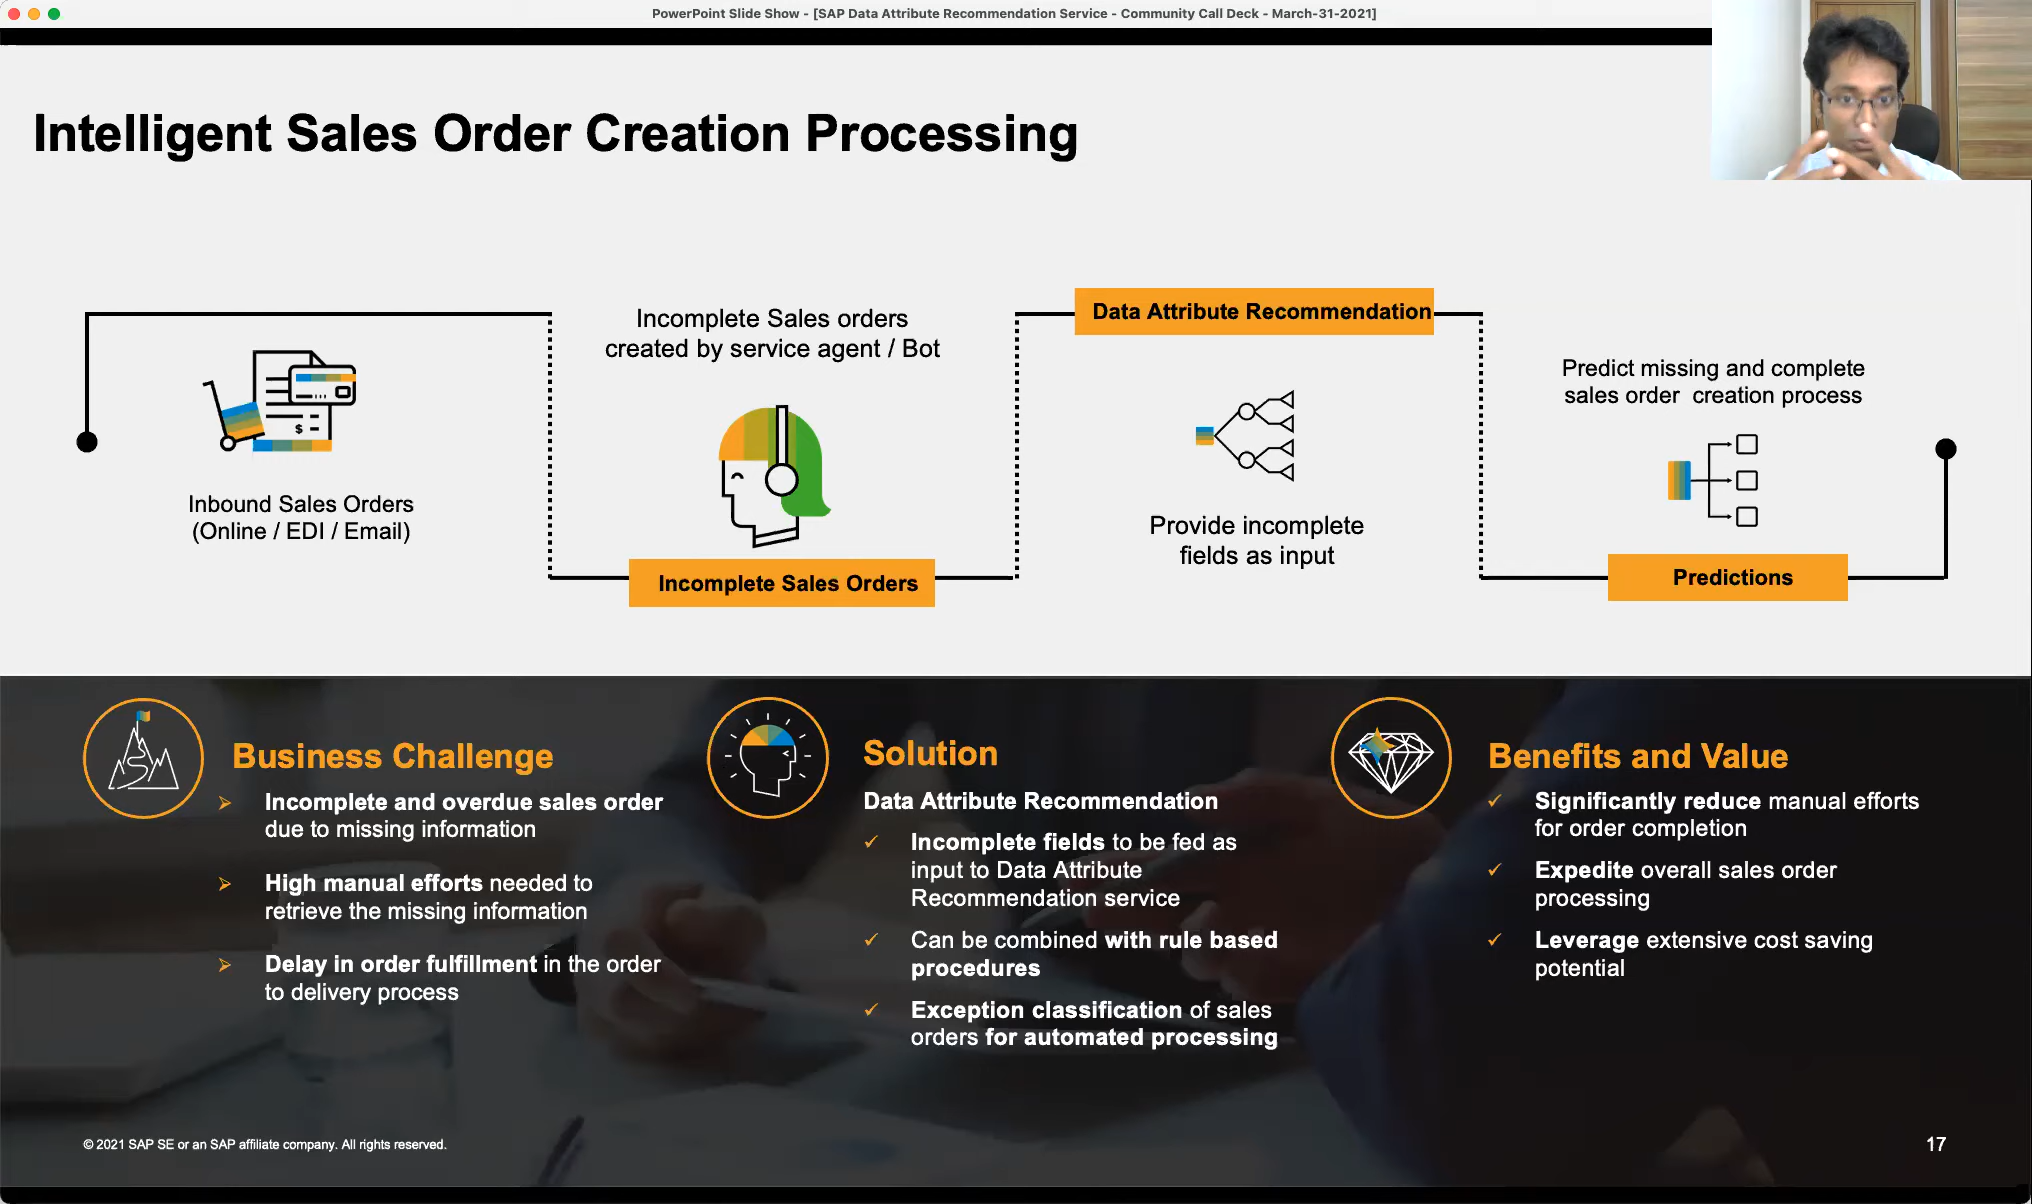 PowerPoint Slide Show - [SAP Data Attribute Recommendation Service - Community Call Deck - March-31-2021]
Intelligent Sales Order Creation Processing
Inbound Sales Orders
(Online / EDI / Email)
Incomplete Sales orders
created by service agent / Bot
Incomplete Sales Orders
Data Attribute Recommendation
Provide incomplete
fields as input
Predict missing and complete
sales order creation process
Predictions
Business Challenge
➢ Incomplete and overdue sales order
due to missing information
➢ High manual efforts needed to
retrieve the missing information
➢ Delay in order fulfillment in the order
to delivery process
Solution
Data Attribute Recommendation
✓ Incomplete fields to be fed as
input to Data Attribute
Recommendation service
✓ Can be combined with rule based
procedures
✓ Exception classification of sales
orders for automated processing
Benefits and Value
✓ Significantly reduce manual efforts
for order completion
✓ Expedite overall sales order
processing
✓ Leverage extensive cost saving
potential
© 2021 SAP SE or an SAP affiliate company. All rights reserved.
17